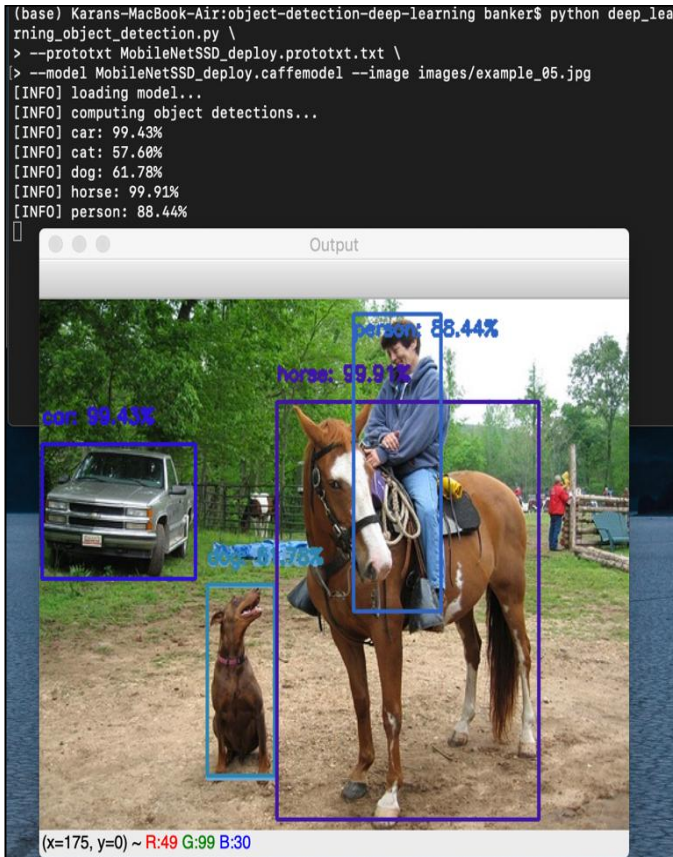 (base) Karans-MacBook-Air:object-detection-deep-learning banker$ python deep_lea
rning_object_detection.py \
> --prototxt MobileNetSSD_deploy.prototxt.txt \
[> --model MobileNetSSD_deploy.caffemodel --image images/example_05.jpg
[INFO] loading model...
[INFO] computing object detections...
[INFO] car: 99.43%
[INFO] cat: 57.60%
[INFO] dog: 61.78%
[INFO] horse: 99.91%
[INFO] person: 88.44%
Output
person: 88.44%
horse: 99.91%
car: 99.43%
(x=175, y=0) ~ R:49 G:99 B:30